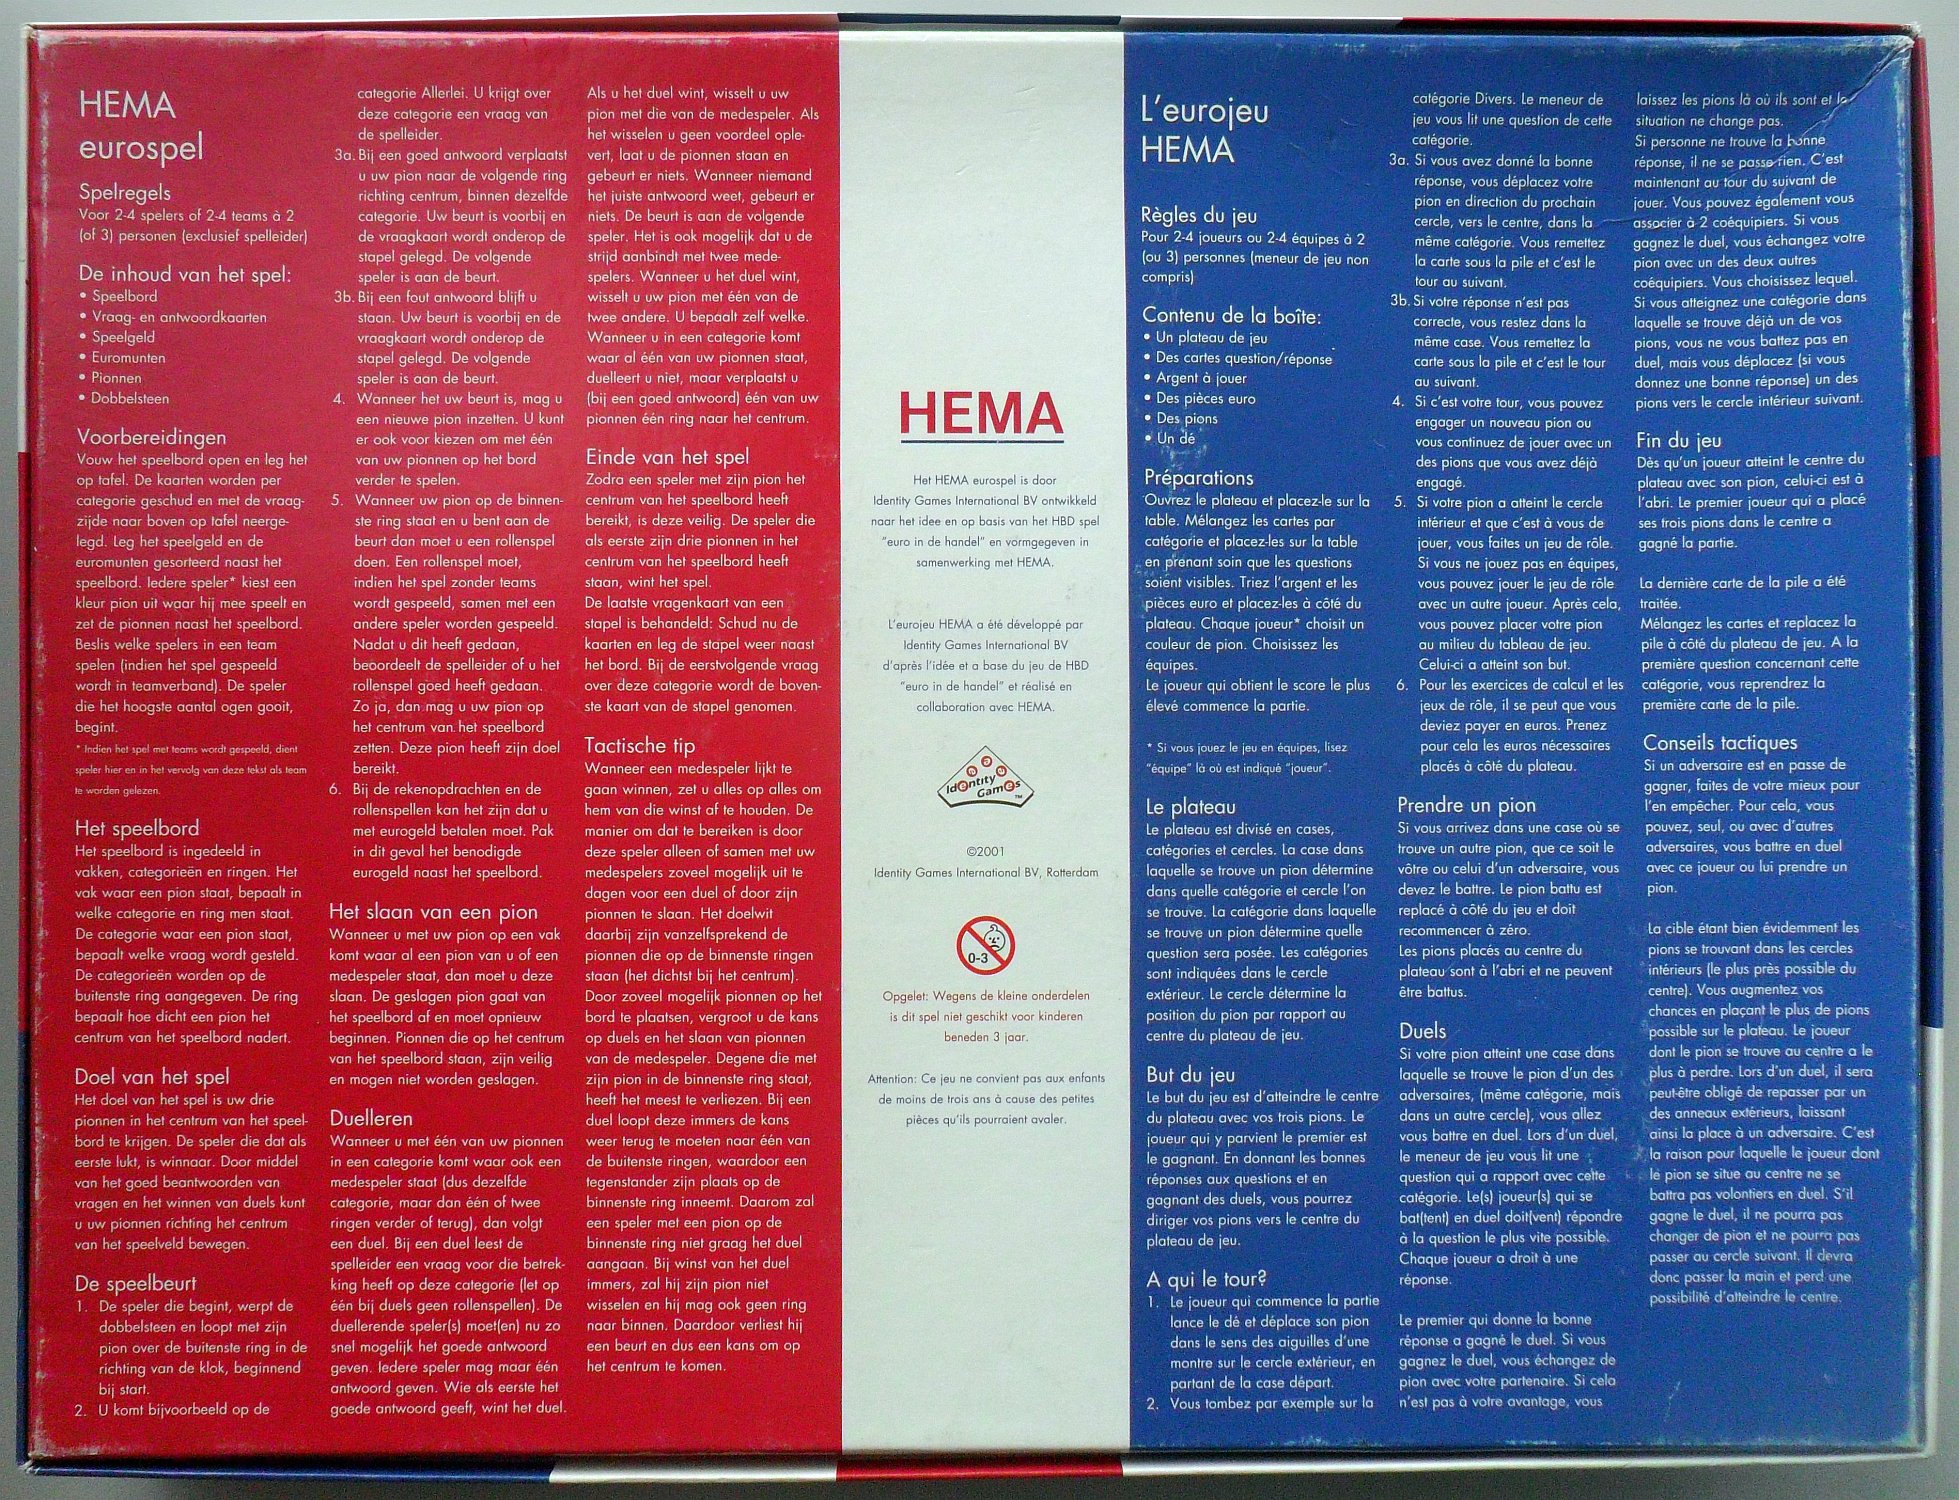 HEMA
eurospel
Spelregels
Voor 2-4 spelers of 2-4 teams à 2
(of 3) personen (exclusief spelleider)
De inhoud van het spel:
• Speelbord
• Vraag- en antwoordkaarten
• Speelgeld
• Euromunten
• Pionnen
• Dobbelsteen
Voorbereidingen
Vouw het speelbord open en leg het
op tafel. De kaarten worden per
categorie geschud en met de vraag-
zijde naar boven op tafel neerge-
legd. Leg het speelgeld en de
euromunten gesorteerd naast het
speelbord. Iedere speler* kiest een
kleur pion uit waar hij mee speelt en
zet de pionnen naast het speelbord.
Beslis welke spelers in een team
spelen (indien het spel gespeeld
wordt in teamverband). De speler
die het hoogste aantal ogen gooit,
begint.
* Indien het spel met teams wordt gespeeld, dient
speler hier en in het vervolg van deze tekst als team
te worden gelezen.
Het speelbord
Het speelbord is ingedeeld in
vakken, categorieën en ringen. Het
vak waar een pion staat, bepaalt in
welke categorie en ring men staat.
De categorie waar een pion staat,
bepaalt welke vraag wordt gesteld.
De categorieën worden op de
buitenste ring aangegeven. De ring
bepaalt hoe dicht een pion het
centrum van het speelbord nadert.
Doel van het spel
Het doel van het spel is uw drie
pionnen in het centrum van het speel-
bord te krijgen. De speler die dat als
eerste lukt, is winnaar. Door middel
van het goed beantwoorden van
vragen en het winnen van duels kunt
u uw pionnen richting het centrum
van het speelveld bewegen.
De speelbeurt
1. De speler die begint, werpt de
dobbelsteen en loopt met zijn
pion over de buitenste ring in de
richting van de klok, beginnend
bij start.
2. U komt bijvoorbeeld op de
categorie Allerlei. U krijgt over
deze categorie een vraag van
de spelleider.
3a. Bij een goed antwoord verplaatst
u uw pion naar de volgende ring
richting centrum, binnen dezelfde
categorie. Uw beurt is voorbij en
de vraagkaart wordt onderop de
stapel gelegd. De volgende
speler is aan de beurt.
3b. Bij een fout antwoord blijft u
staan. Uw beurt is voorbij en de
vraagkaart wordt onderop de
stapel gelegd. De volgende
speler is aan de beurt.
4. Wanneer het uw beurt is, mag u
een nieuwe pion inzetten. U kunt
er ook voor kiezen om met één
van uw pionnen op het bord
verder te spelen.
5. Wanneer uw pion op de binnen-
ste ring staat en u bent aan de
beurt dan moet u een rollenspel
doen. Een rollenspel moet,
indien het spel zonder teams
wordt gespeeld, samen met een
andere speler worden gespeeld.
Nadat u dit heeft gedaan,
beoordeelt de spelleider of u het
rollenspel goed heeft gedaan.
Zo ja, dan mag u uw pion op
het centrum van het speelbord
zetten. Deze pion heeft zijn doel
bereikt.
6. Bij de rekenopdrachten en de
rollenspellen kan het zijn dat u
met eurogeld betalen moet. Pak
in dit geval het benodigde
eurogeld naast het speelbord.
Het slaan van een pion
Wanneer u met uw pion op een vak
komt waar al een pion van u of een
medespeler staat, dan moet u deze
slaan. De geslagen pion gaat van
het speelbord af en moet opnieuw
beginnen. Pionnen die op het centrum
van het speelbord staan, zijn veilig
en mogen niet worden geslagen.
Duelleren
Wanneer u met één van uw pionnen
in een categorie komt waar ook een
medespeler staat (dus dezelfde
categorie, maar dan één of twee
ringen verder of terug), dan volgt
een duel. Bij een duel leest de
spelleider een vraag voor die betrek-
king heeft op deze categorie (let op
één bij duels geen rollenspellen). De
duellerende speler(s) moet(en) nu zo
snel mogelijk het goede antwoord
geven. Iedere speler mag maar één
antwoord geven. Wie als eerste het
goede antwoord geeft, wint het duel.
Als u het duel wint, wisselt u uw
pion met die van de medespeler. Als
het wisselen u geen voordeel ople-
vert, laat u de pionnen staan en
gebeurt er niets. Wanneer niemand
het juiste antwoord weet, gebeurt er
niets. De beurt is aan de volgende
speler. Het is ook mogelijk dat u de
strijd aanbindt met twee mede-
spelers. Wanneer u het duel wint,
wisselt u uw pion met één van de
twee andere. U bepaalt zelf welke.
Wanneer u in een categorie komt
waar al één van uw pionnen staat,
duelleert u niet, maar verplaatst u
(bij een goed antwoord) één van uw
pionnen één ring naar het centrum.
Einde van het spel
Zodra een speler met zijn pion het
centrum van het speelbord heeft
bereikt, is deze veilig. De speler die
als eerste zijn drie pionnen in het
centrum van het speelbord heeft
staan, wint het spel.
De laatste vragenkaart van een
stapel is behandeld: Schud nu de
kaarten en leg de stapel weer naast
het bord. Bij de eerstvolgende vraag
over deze categorie wordt de boven-
ste kaart van de stapel genomen.
Tactische tip
Wanneer een medespeler lijkt te
gaan winnen, zet u alles op alles om
hem van die winst af te houden. De
manier om dat te bereiken is door
deze speler alleen of samen met uw
medespelers zoveel mogelijk uit te
dagen voor een duel of door zijn
pionnen te slaan. Het doelwit
daarbij zijn vanzelfsprekend de
pionnen die op de binnenste ringen
staan (het dichtst bij het centrum).
Door zoveel mogelijk pionnen op het
bord te plaatsen, vergroot u de kans
op duels en het slaan van pionnen
van de medespeler. Degene die met
zijn pion in de binnenste ring staat,
heeft het meest te verliezen. Bij een
duel loopt deze immers de kans
weer terug te moeten naar één van
de buitenste ringen, waardoor een
tegenstander zijn plaats op de
binnenste ring inneemt. Daarom zal
een speler met een pion op de
binnenste ring niet graag het duel
aangaan. Bij winst van het duel
immers, zal hij zijn pion niet
wisselen en hij mag ook geen ring
naar binnen. Daardoor verliest hij
een beurt en dus een kans om op
het centrum te komen.
HEMA
Het HEMA eurospel is door
Identity Games International BV ontwikkeld
naar het idee en op basis van het HBD spel
"euro in de handel" en vormgegeven in
samenwerking met HEMA.
L'eurojeu HEMA a été développé par
Identity Games International BV
d'après l'idée et a base du jeu de HBD
"euro in de handel" et réalisé en
collaboration avec HEMA.
Identity
Games
™
©2001
Identity Games International BV, Rotterdam
0-3
Opgelet: Wegens de kleine onderdelen
is dit spel niet geschikt voor kinderen
beneden 3 jaar.
Attention: Ce jeu ne convient pas aux enfants
de moins de trois ans à cause des petites
pièces qu'ils pourraient avaler.
L'eurojeu
HEMA
Règles du jeu
Pour 2-4 joueurs ou 2-4 équipes à 2
(ou 3) personnes (meneur de jeu non
compris)
Contenu de la boîte:
• Un plateau de jeu
• Des cartes question/réponse
• Argent à jouer
• Des pièces euro
• Des pions
• Un dé
Préparations
Ouvrez le plateau et placez-le sur la
table. Mélangez les cartes par
catégorie et placez-les sur la table
en prenant soin que les questions
soient visibles. Triez l'argent et les
pièces euro et placez-les à côté du
plateau. Chaque joueur* choisit un
couleur de pion. Choisissez les
équipes.
Le joueur qui obtient le score le plus
élevé commence la partie.
* Si vous jouez le jeu en équipes, lisez
"équipe" là où est indiqué "joueur".
Le plateau
Le plateau est divisé en cases,
catégories et cercles. La case dans
laquelle se trouve un pion détermine
dans quelle catégorie et cercle l'on
se trouve. La catégorie dans laquelle
se trouve un pion détermine quelle
question sera posée. Les catégories
sont indiquées dans le cercle
extérieur. Le cercle détermine la
position du pion par rapport au
centre du plateau de jeu.
But du jeu
Le but du jeu est d'atteindre le centre
du plateau avec vos trois pions. Le
joueur qui y parvient le premier est
le gagnant. En donnant les bonnes
réponses aux questions et en
gagnant des duels, vous pourrez
diriger vos pions vers le centre du
plateau de jeu.
A qui le tour?
1. Le joueur qui commence la partie
lance le dé et déplace son pion
dans le sens des aiguilles d'une
montre sur le cercle extérieur, en
partant de la case départ.
2. Vous tombez par exemple sur la
catégorie Divers. Le meneur de
jeu vous lit une question de cette
catégorie.
3a. Si vous avez donné la bonne
réponse, vous déplacez votre
pion en direction du prochain
cercle, vers le centre, dans la
même catégorie. Vous remettez
la carte sous la pile et c'est le
tour au suivant.
3b. Si votre réponse n'est pas
correcte, vous restez dans la
même case. Vous remettez la
carte sous la pile et c'est le tour
au suivant.
4. Si c'est votre tour, vous pouvez
engager un nouveau pion ou
vous continuez de jouer avec un
des pions que vous avez déjà
engagé.
5. Si votre pion a atteint le cercle
intérieur et que c'est à vous de
jouer, vous faites un jeu de rôle.
Si vous ne jouez pas en équipes,
vous pouvez jouer le jeu de rôle
avec un autre joueur. Après cela,
vous pouvez placer votre pion
au milieu du tableau de jeu.
Celui-ci a atteint son but.
6. Pour les exercices de calcul et les
jeux de rôle, il se peut que vous
deviez payer en euros. Prenez
pour cela les euros nécessaires
placés à côté du plateau.
Prendre un pion
Si vous arrivez dans une case où se
trouve un autre pion, que ce soit le
vôtre ou celui d'un adversaire, vous
devez le battre. Le pion battu est
replacé à côté du jeu et doit
recommencer à zéro.
Les pions placés au centre du
plateau sont à l'abri et ne peuvent
être battus.
Duels
Si votre pion atteint une case dans
laquelle se trouve le pion d'un des
adversaires, (même catégorie, mais
dans un autre cercle), vous allez
vous battre en duel. Lors d'un duel,
le meneur de jeu vous lit une
question qui a rapport avec cette
catégorie. Le(s) joueur(s) qui se
bat(tent) en duel doit(vent) répondre
à la question le plus vite possible.
Chaque joueur a droit à une
réponse.
Le premier qui donne la bonne
réponse a gagné le duel. Si vous
gagnez le duel, vous échangez de
pion avec votre partenaire. Si cela
n'est pas à votre avantage, vous
laissez les pions là où ils sont et la
situation ne change pas.
Si personne ne trouve la bonne
réponse, il ne se passe rien. C'est
maintenant au tour du suivant de
jouer. Vous pouvez également vous
associer à 2 coéquipiers. Si vous
gagnez le duel, vous échangez votre
pion avec un des deux autres
coéquipiers. Vous choisissez lequel.
Si vous atteignez une catégorie dans
laquelle se trouve déjà un de vos
pions, vous ne vous battez pas en
duel, mais vous déplacez (si vous
donnez une bonne réponse) un des
pions vers le cercle intérieur suivant.
Fin du jeu
Dès qu'un joueur atteint le centre du
plateau avec son pion, celui-ci est à
l'abri. Le premier joueur qui a placé
ses trois pions dans le centre a
gagné la partie.
La dernière carte de la pile a été
traitée.
Mélangez les cartes et replacez la
pile à côté du plateau de jeu. A la
première question concernant cette
catégorie, vous reprendrez la
première carte de la pile.
Conseils tactiques
Si un adversaire est en passe de
gagner, faites de votre mieux pour
l'en empêcher. Pour cela, vous
pouvez, seul, ou avec d'autres
adversaires, vous battre en duel
avec ce joueur ou lui prendre un
pion.
La cible étant bien évidemment les
pions se trouvant dans les cercles
intérieurs (le plus près possible du
centre). Vous augmentez vos
chances en plaçant le plus de pions
possible sur le plateau. Le joueur
dont le pion se trouve au centre a le
plus à perdre. Lors d'un duel, il sera
peut-être obligé de repasser par un
des anneaux extérieurs, laissant
ainsi la place à un adversaire. C'est
la raison pour laquelle le joueur dont
le pion se situe au centre ne se
battra pas volontiers en duel. S'il
gagne le duel, il ne pourra pas
changer de pion et ne pourra pas
passer au cercle suivant. Il devra
donc passer la main et perd une
possibilité d'atteindre le centre.